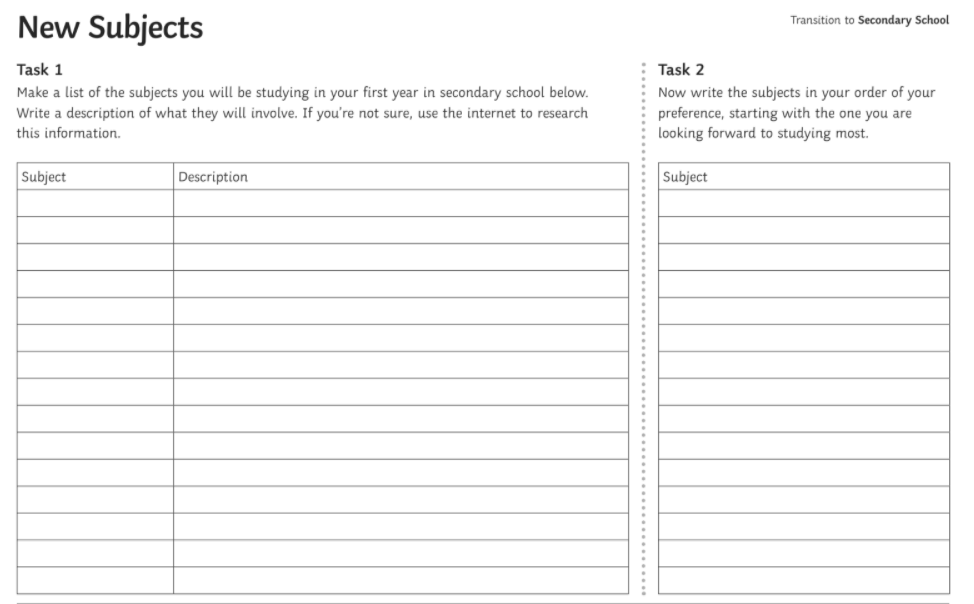 New Subjects
Transition to Secondary School
Task 1
Make a list of the subjects you will be studying in your first year in secondary school below.
Write a description of what they will involve. If you're not sure, use the internet to research
this information.
Subject
Description
Task 2
Now write the subjects in your order of your
preference, starting with the one you are
looking forward to studying most.
Subject